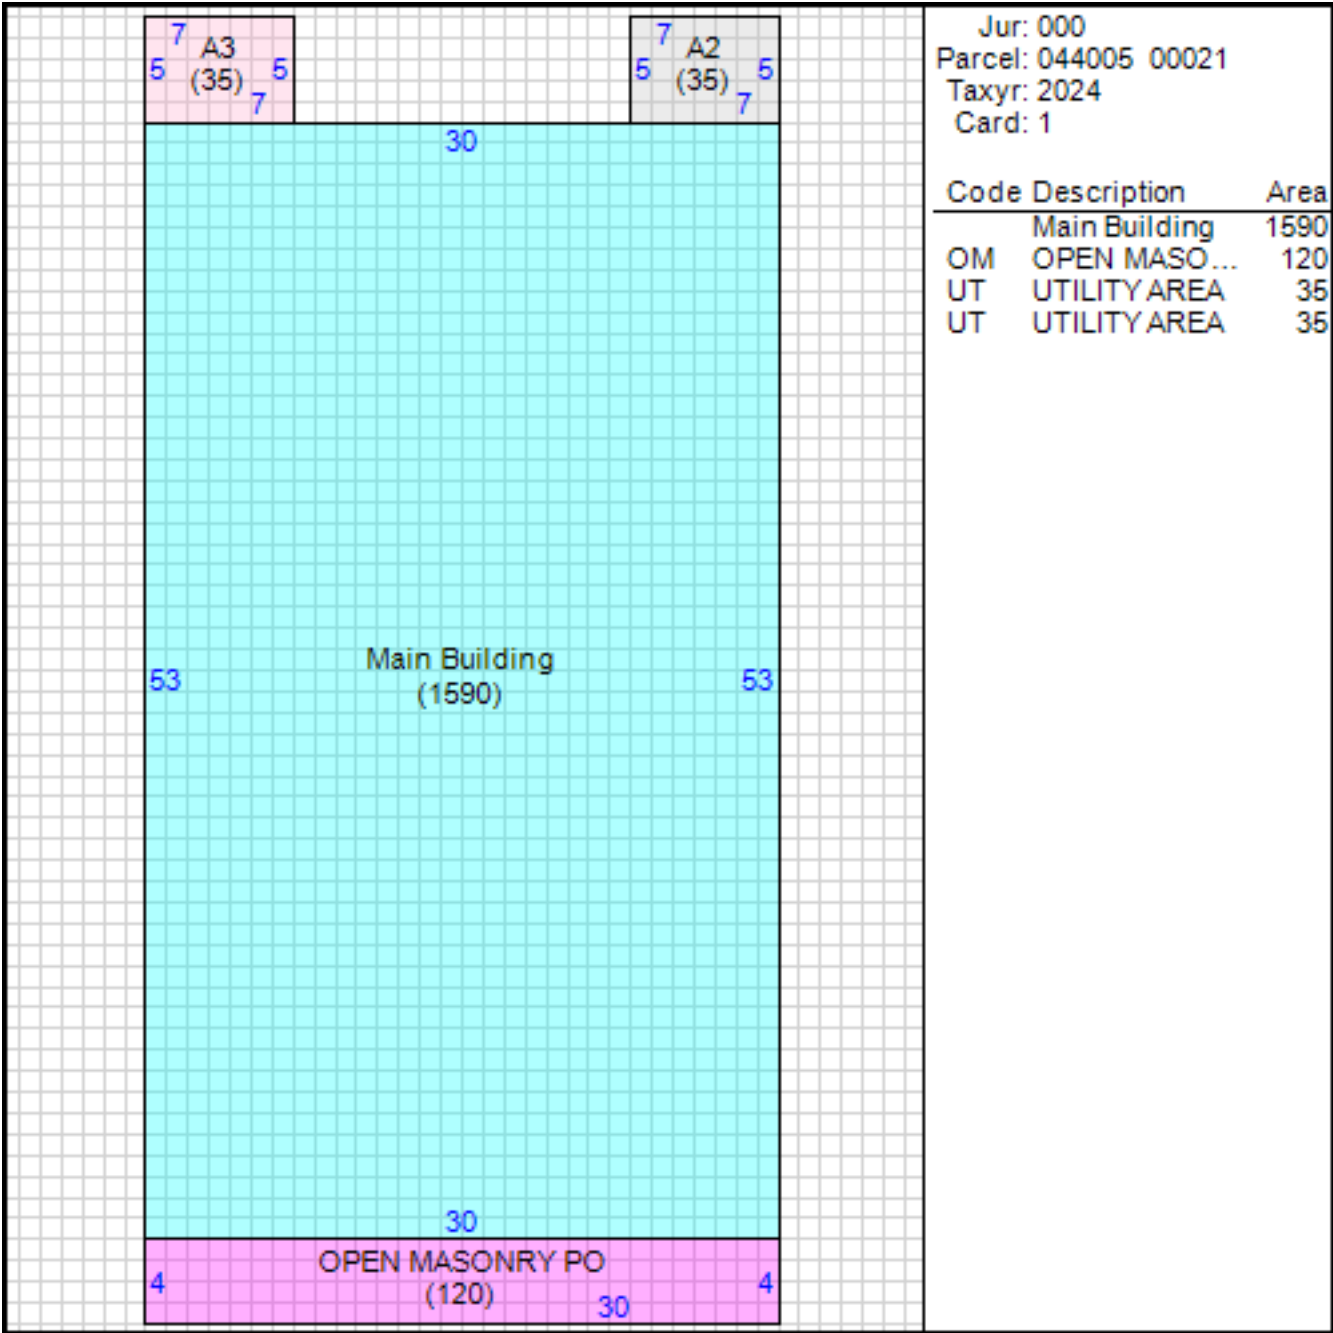 7
A3
5
(35)
5
7
7
A2
5
(35)
5
7
30
53
Main Building
(1590)
53
30
OPEN MASONRY PO
4
(120)
4
30
Jur: 000
Parcel: 044005 00021
Taxyr: 2024
Card: 1
Code Description Area
Main Building 1590
OM OPEN MASO... 120
UT UTILITY AREA 35
UT UTILITY AREA 35